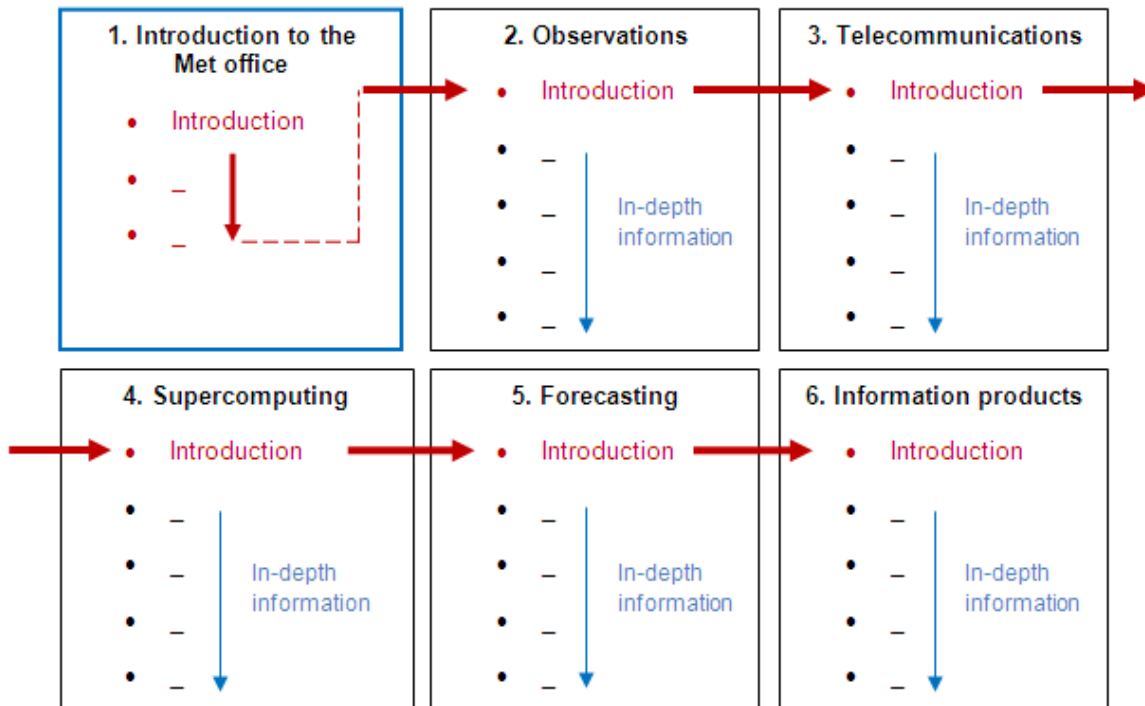 1. Introduction to the
Met office
• Introduction
• _
• _
2. Observations
• Introduction
• _
• _
• _
• _
In-depth
information
3. Telecommunications
• Introduction
• _
• _
• _
• _
In-depth
information
4. Supercomputing
• Introduction
• _
• _
• _
• _
In-depth
information
5. Forecasting
• Introduction
• _
• _
• _
• _
In-depth
information
6. Information products
• Introduction
• _
• _
• _
• _
In-depth
information